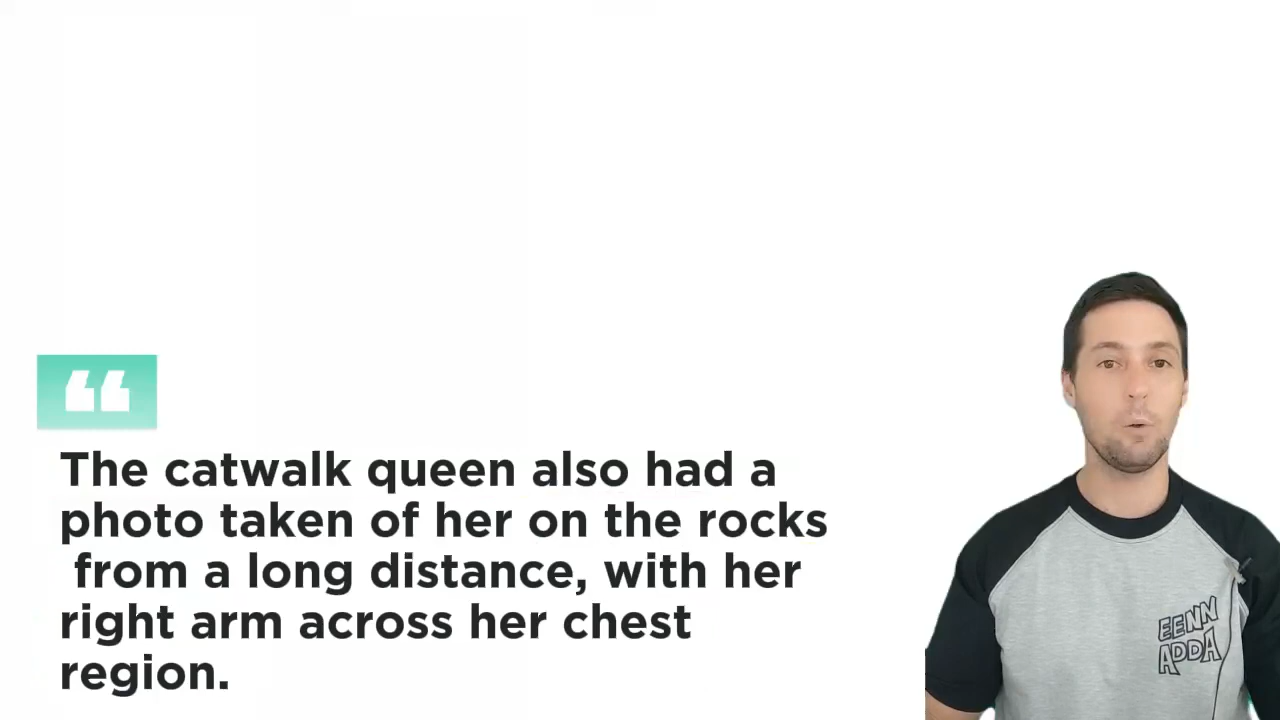 The catwalk queen also had a
photo taken of her on the rocks
from a long distance, with her
right arm across her chest
region.
EENN
ADDA